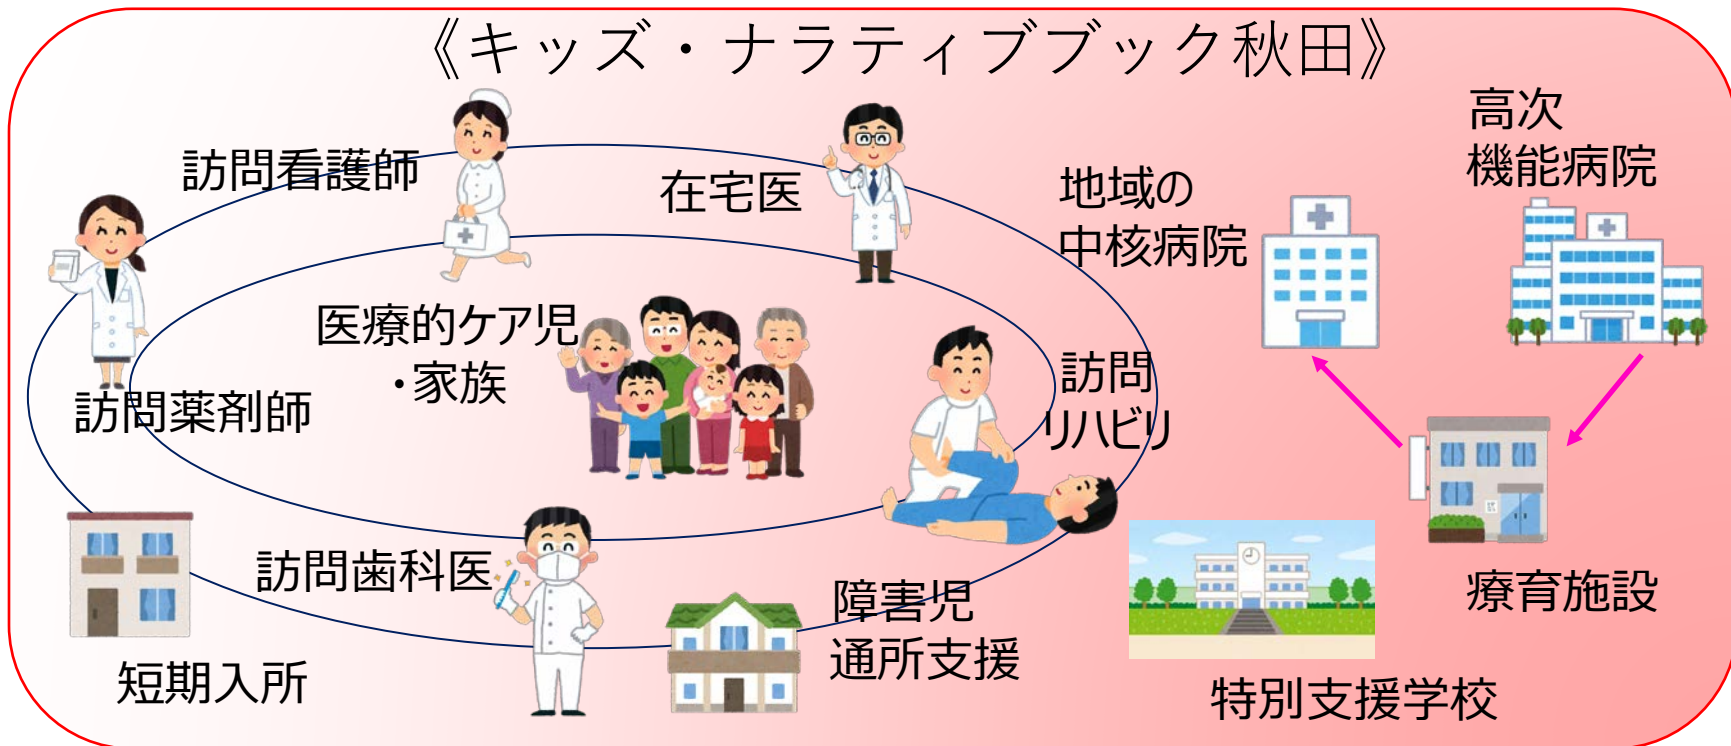 《キッズ・ナラティブブック秋田》
訪問看護師
在宅医
地域の
中核病院
高次
機能病院
医療的ケア児
・家族
訪問薬剤師
訪問
リハビリ
訪問歯科医
短期入所
障害児
通所支援
特別支援学校
療育施設